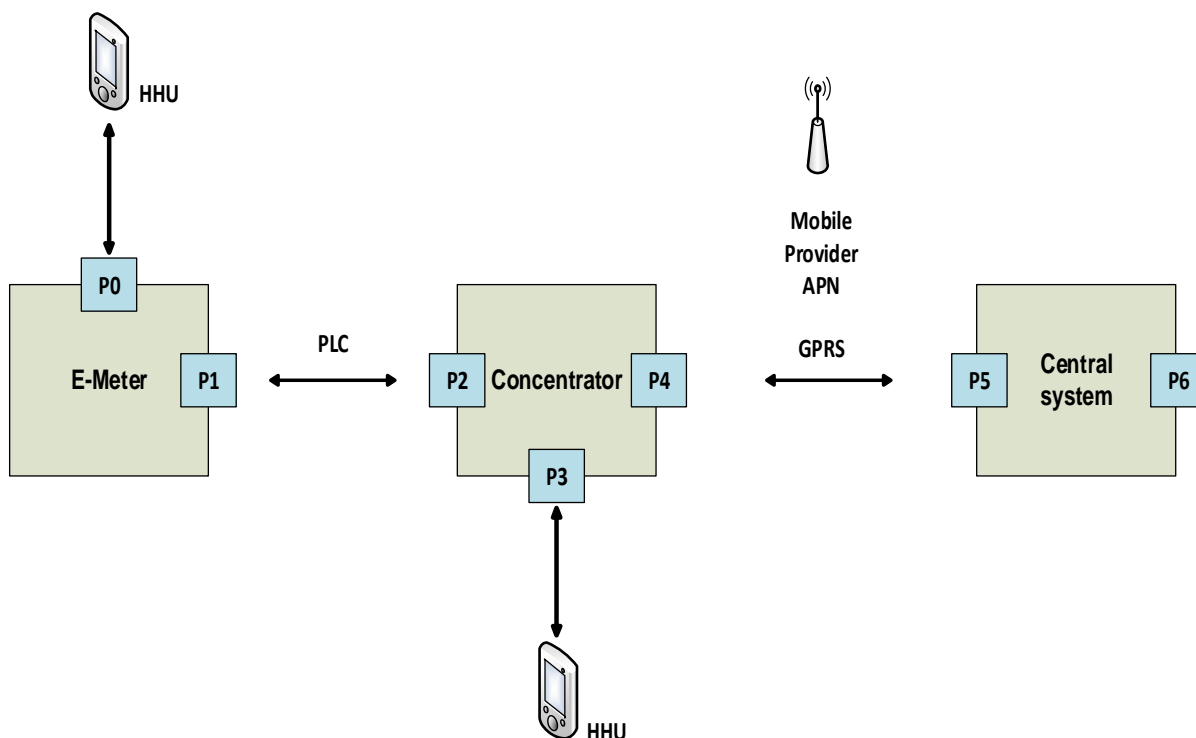 HHU
Mobile
Provider
APN
P0
E-Meter
P1
PLC
P2
Concentrator
P4
P3
GPRS
P5
Central
system
P6
HHU